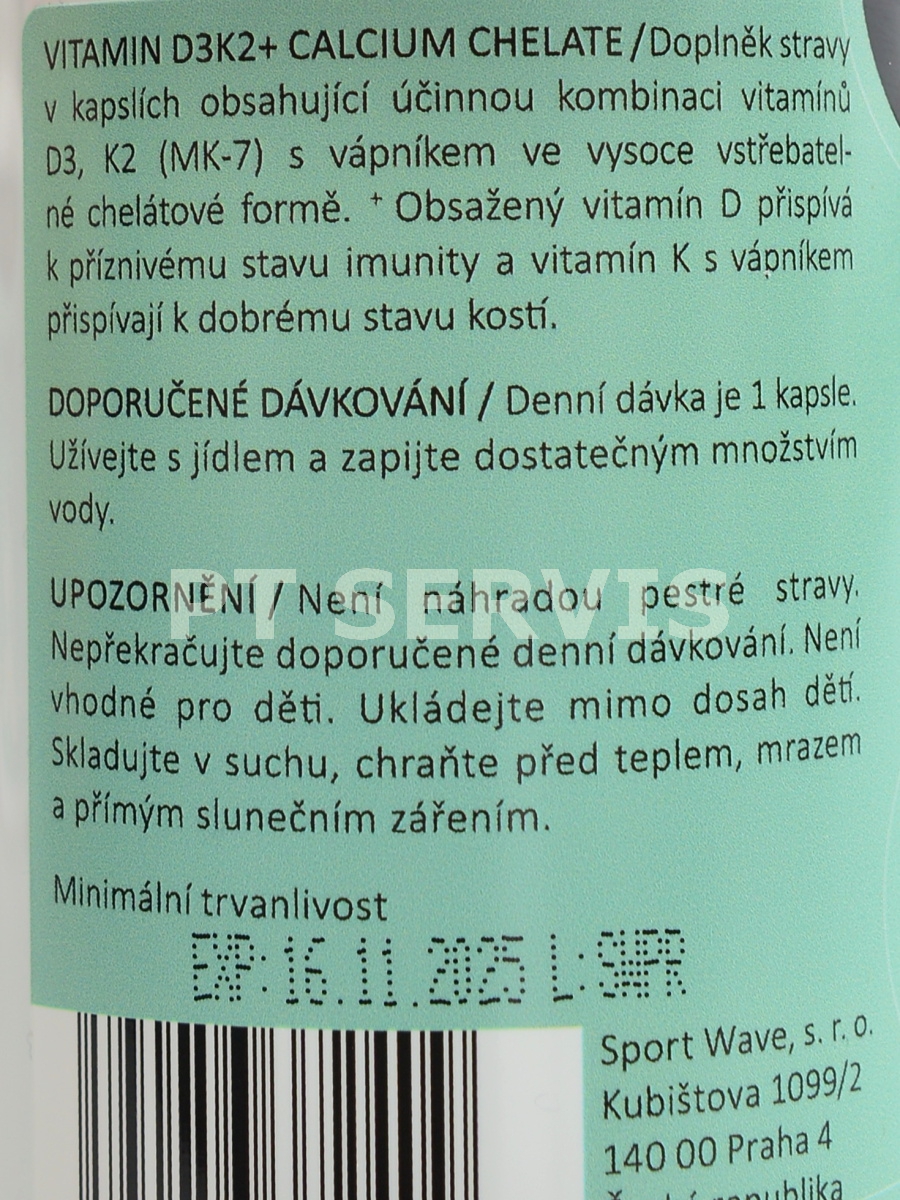 VITAMIN D3K2+ CALCIUM CHELATE / Doplněk stravy
v kapslích obsahující účinnou kombinaci vitamínů
D3, K2 (MK-7) s vápníkem ve vysoce vstřebatel-
né chelátové formě. ⁺ Obsažený vitamín D přispívá
k příznivému stavu imunity a vitamín K s vápníkem
přispívají k dobrému stavu kostí.
DOPORUČENÉ DÁVKOVÁNÍ / Denní dávka je 1 kapsle.
Užívejte s jídlem a zapijte dostatečným množstvím
vody.
UPOZORNĚNÍ / Není náhradou pestré stravy.
PT SERVIS
Nepřekračujte doporučené denní dávkování. Není
vhodné pro děti. Ukládejte mimo dosah dětí.
Skladujte v suchu, chraňte před teplem, mrazem
a přímým slunečním zářením.
Minimální trvanlivost
EXP: 16.11.2025 L: SMPR
Sport Wave, s. r. o.
Kubištova 1099/2
140 00 Praha 4